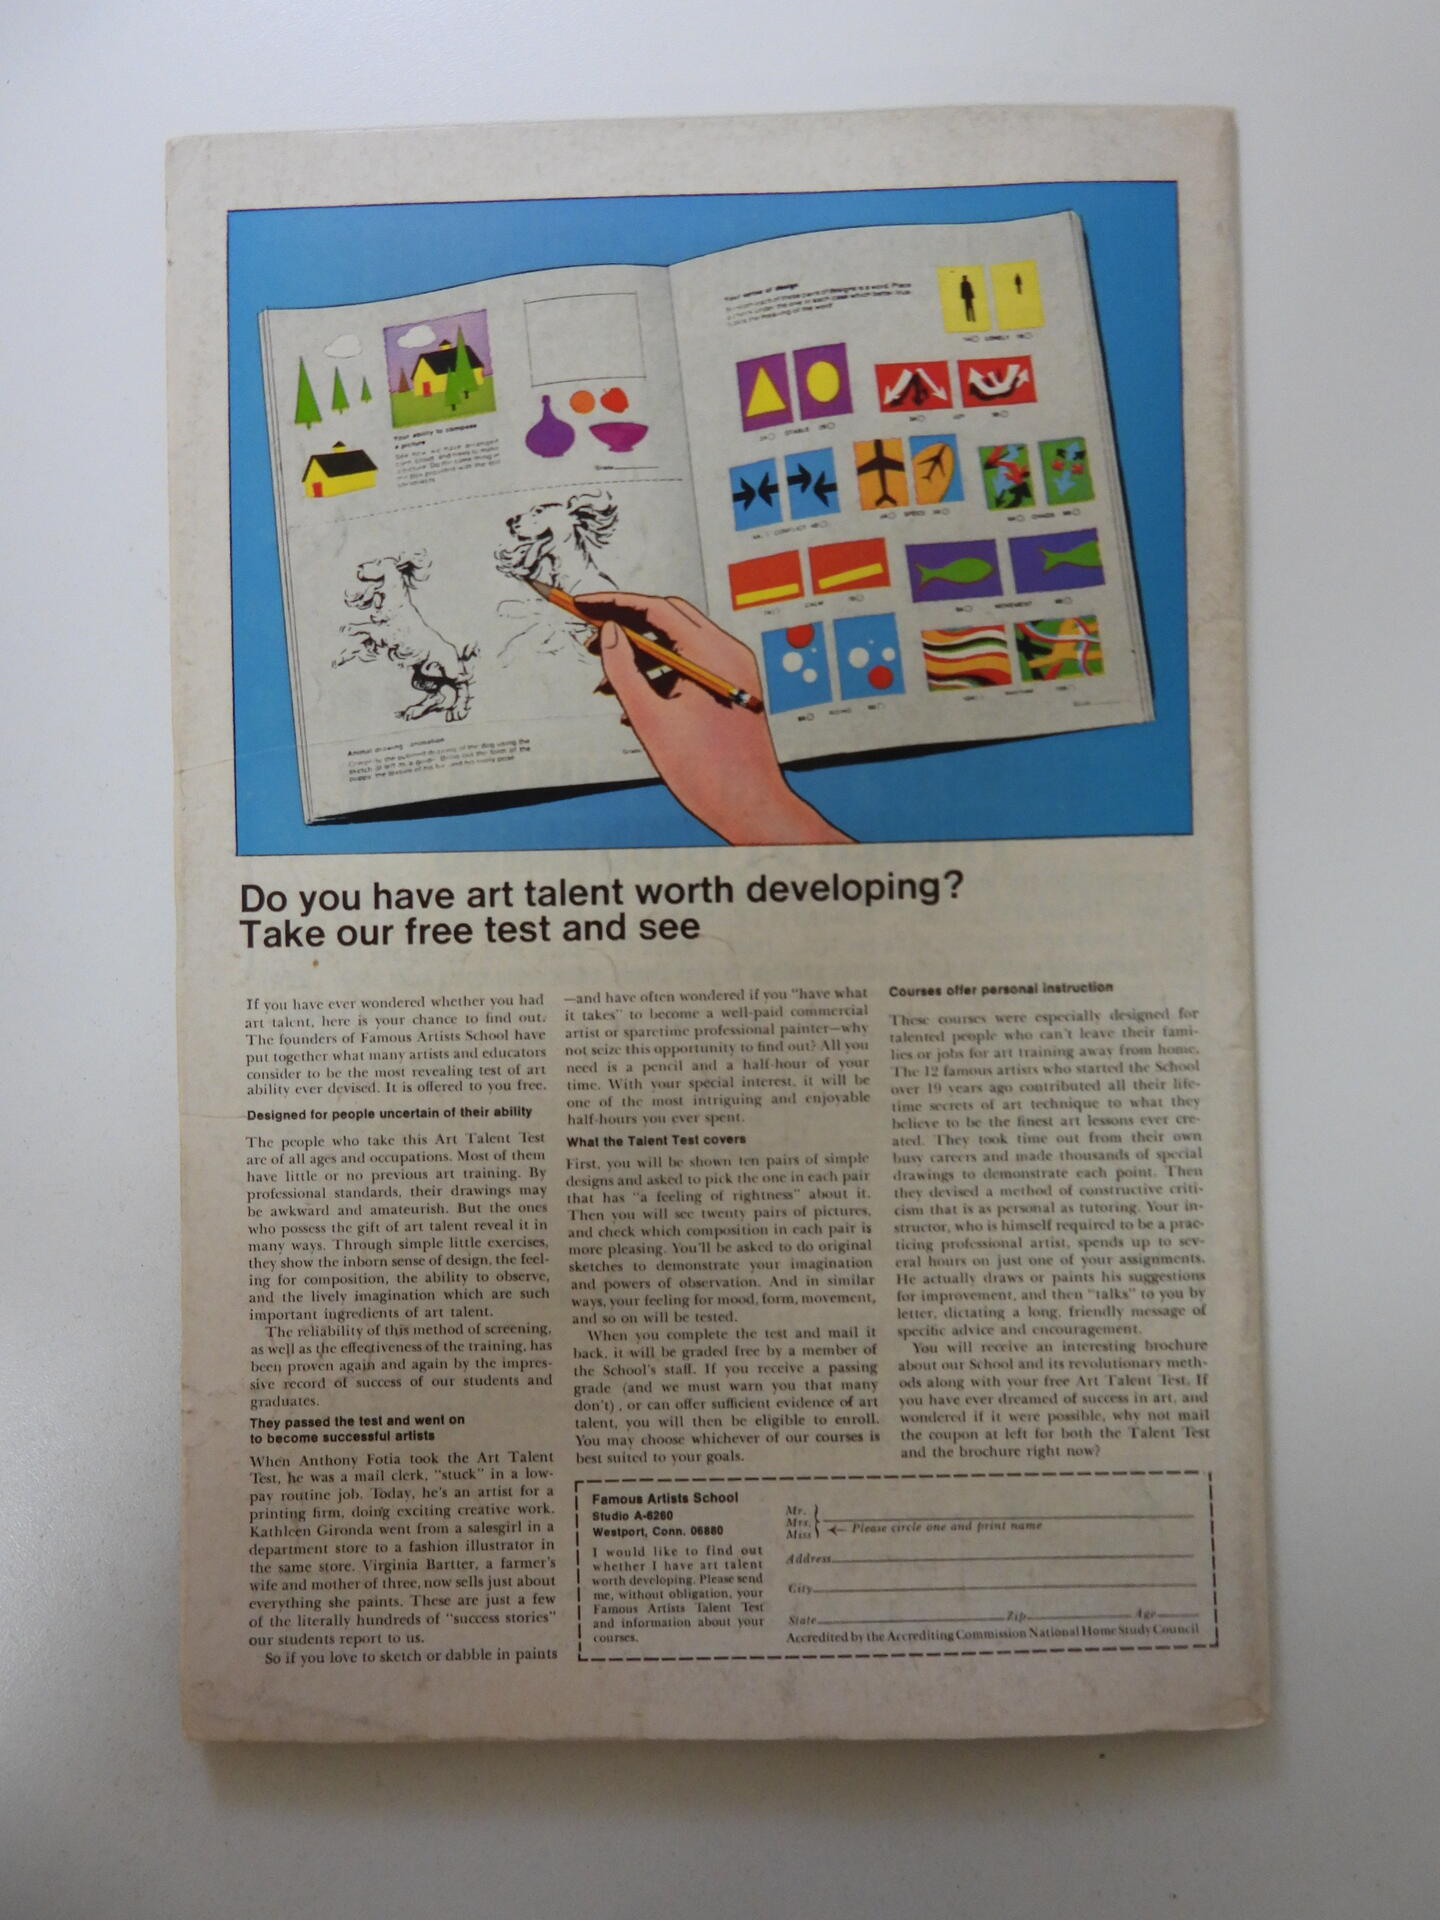 Your ability to compose
a picture
Your sense of design
LONELY
STABLE
JOY
CONFLICT
SPEED
CHAOS
CALM
MOVEMENT
Animal drawing animation
Do you have art talent worth developing?
Take our free test and see
If you have ever wondered whether you had
art talent, here is your chance to find out.
The founders of Famous Artists School have
put together what many artists and educators
consider to be the most revealing test of art
ability ever devised. It is offered to you free.
Designed for people uncertain of their ability
The people who take this Art Talent Test
are of all ages and occupations. Most of them
have little or no previous art training. By
professional standards, their drawings may
be awkward and amateurish. But the ones
who possess the gift of art talent reveal it in
many ways. Through simple little exercises,
they show the inborn sense of design, the feel-
ing for composition, the ability to observe,
and the lively imagination which are such
important ingredients of art talent.
The reliability of this method of screening,
as well as the effectiveness of the training, has
been proven again and again by the impres-
sive record of success of our students and
graduates.
They passed the test and went on
to become successful artists
When Anthony Fotia took the Art Talent
Test, he was a mail clerk, "stuck" in a low-
pay routine job. Today, he's an artist for a
printing firm, doing exciting creative work.
Kathleen Gironda went from a salesgirl in a
department store to a fashion illustrator in
the same store. Virginia Bartter, a farmer's
wife and mother of three, now sells just about
everything she paints. These are just a few
of the literally hundreds of "success stories"
our students report to us.
So if you love to sketch or dabble in paints
—and have often wondered if you "have what
it takes" to become a well-paid commercial
artist or sparetime professional painter—why
not seize this opportunity to find out? All you
need is a pencil and a half-hour of your
time. With your special interest, it will be
one of the most intriguing and enjoyable
half-hours you ever spent.
What the Talent Test covers
First, you will be shown ten pairs of simple
designs and asked to pick the one in each pair
that has "a feeling of rightness" about it.
Then you will see twenty pairs of pictures,
and check which composition in each pair is
more pleasing. You'll be asked to do original
sketches to demonstrate your imagination
and powers of observation. And in similar
ways, your feeling for mood, form, movement,
and so on will be tested.
When you complete the test and mail it
back, it will be graded free by a member of
the School's staff. If you receive a passing
grade (and we must warn you that many
don't), or can offer sufficient evidence of art
talent, you will then be eligible to enroll.
You may choose whichever of our courses is
best suited to your goals.
Courses offer personal instruction
These courses were especially designed for
talented people who can't leave their fami-
lies or jobs for art training away from home.
The 12 famous artists who started the School
over 19 years ago contributed all their life-
time secrets of art technique to what they
believe to be the finest art lessons ever cre-
ated. They took time out from their own
busy careers and made thousands of special
drawings to demonstrate each point. Then
they devised a method of constructive criti-
cism that is as personal as tutoring. Your in-
structor, who is himself required to be a prac-
ticing professional artist, spends up to sev-
eral hours on just one of your assignments.
He actually draws or paints his suggestions
for improvement, and then "talks" to you by
letter, dictating a long, friendly message of
specific advice and encouragement.
You will receive an interesting brochure
about our School and its revolutionary meth-
ods along with your free Art Talent Test. If
you have ever dreamed of success in art, and
wondered if it were possible, why not mail
the coupon at left for both the Talent Test
and the brochure right now?
Famous Artists School
Studio A-6260
Westport, Conn. 06880
I would like to find out
whether I have art talent
worth developing. Please send
me, without obligation, your
Famous Artists Talent Test
and information about your
courses.
Mr.
Mrs.
Miss
Please circle one and print name
Address
City
State Zip Age
Accredited by the Accrediting Commission National Home Study Council